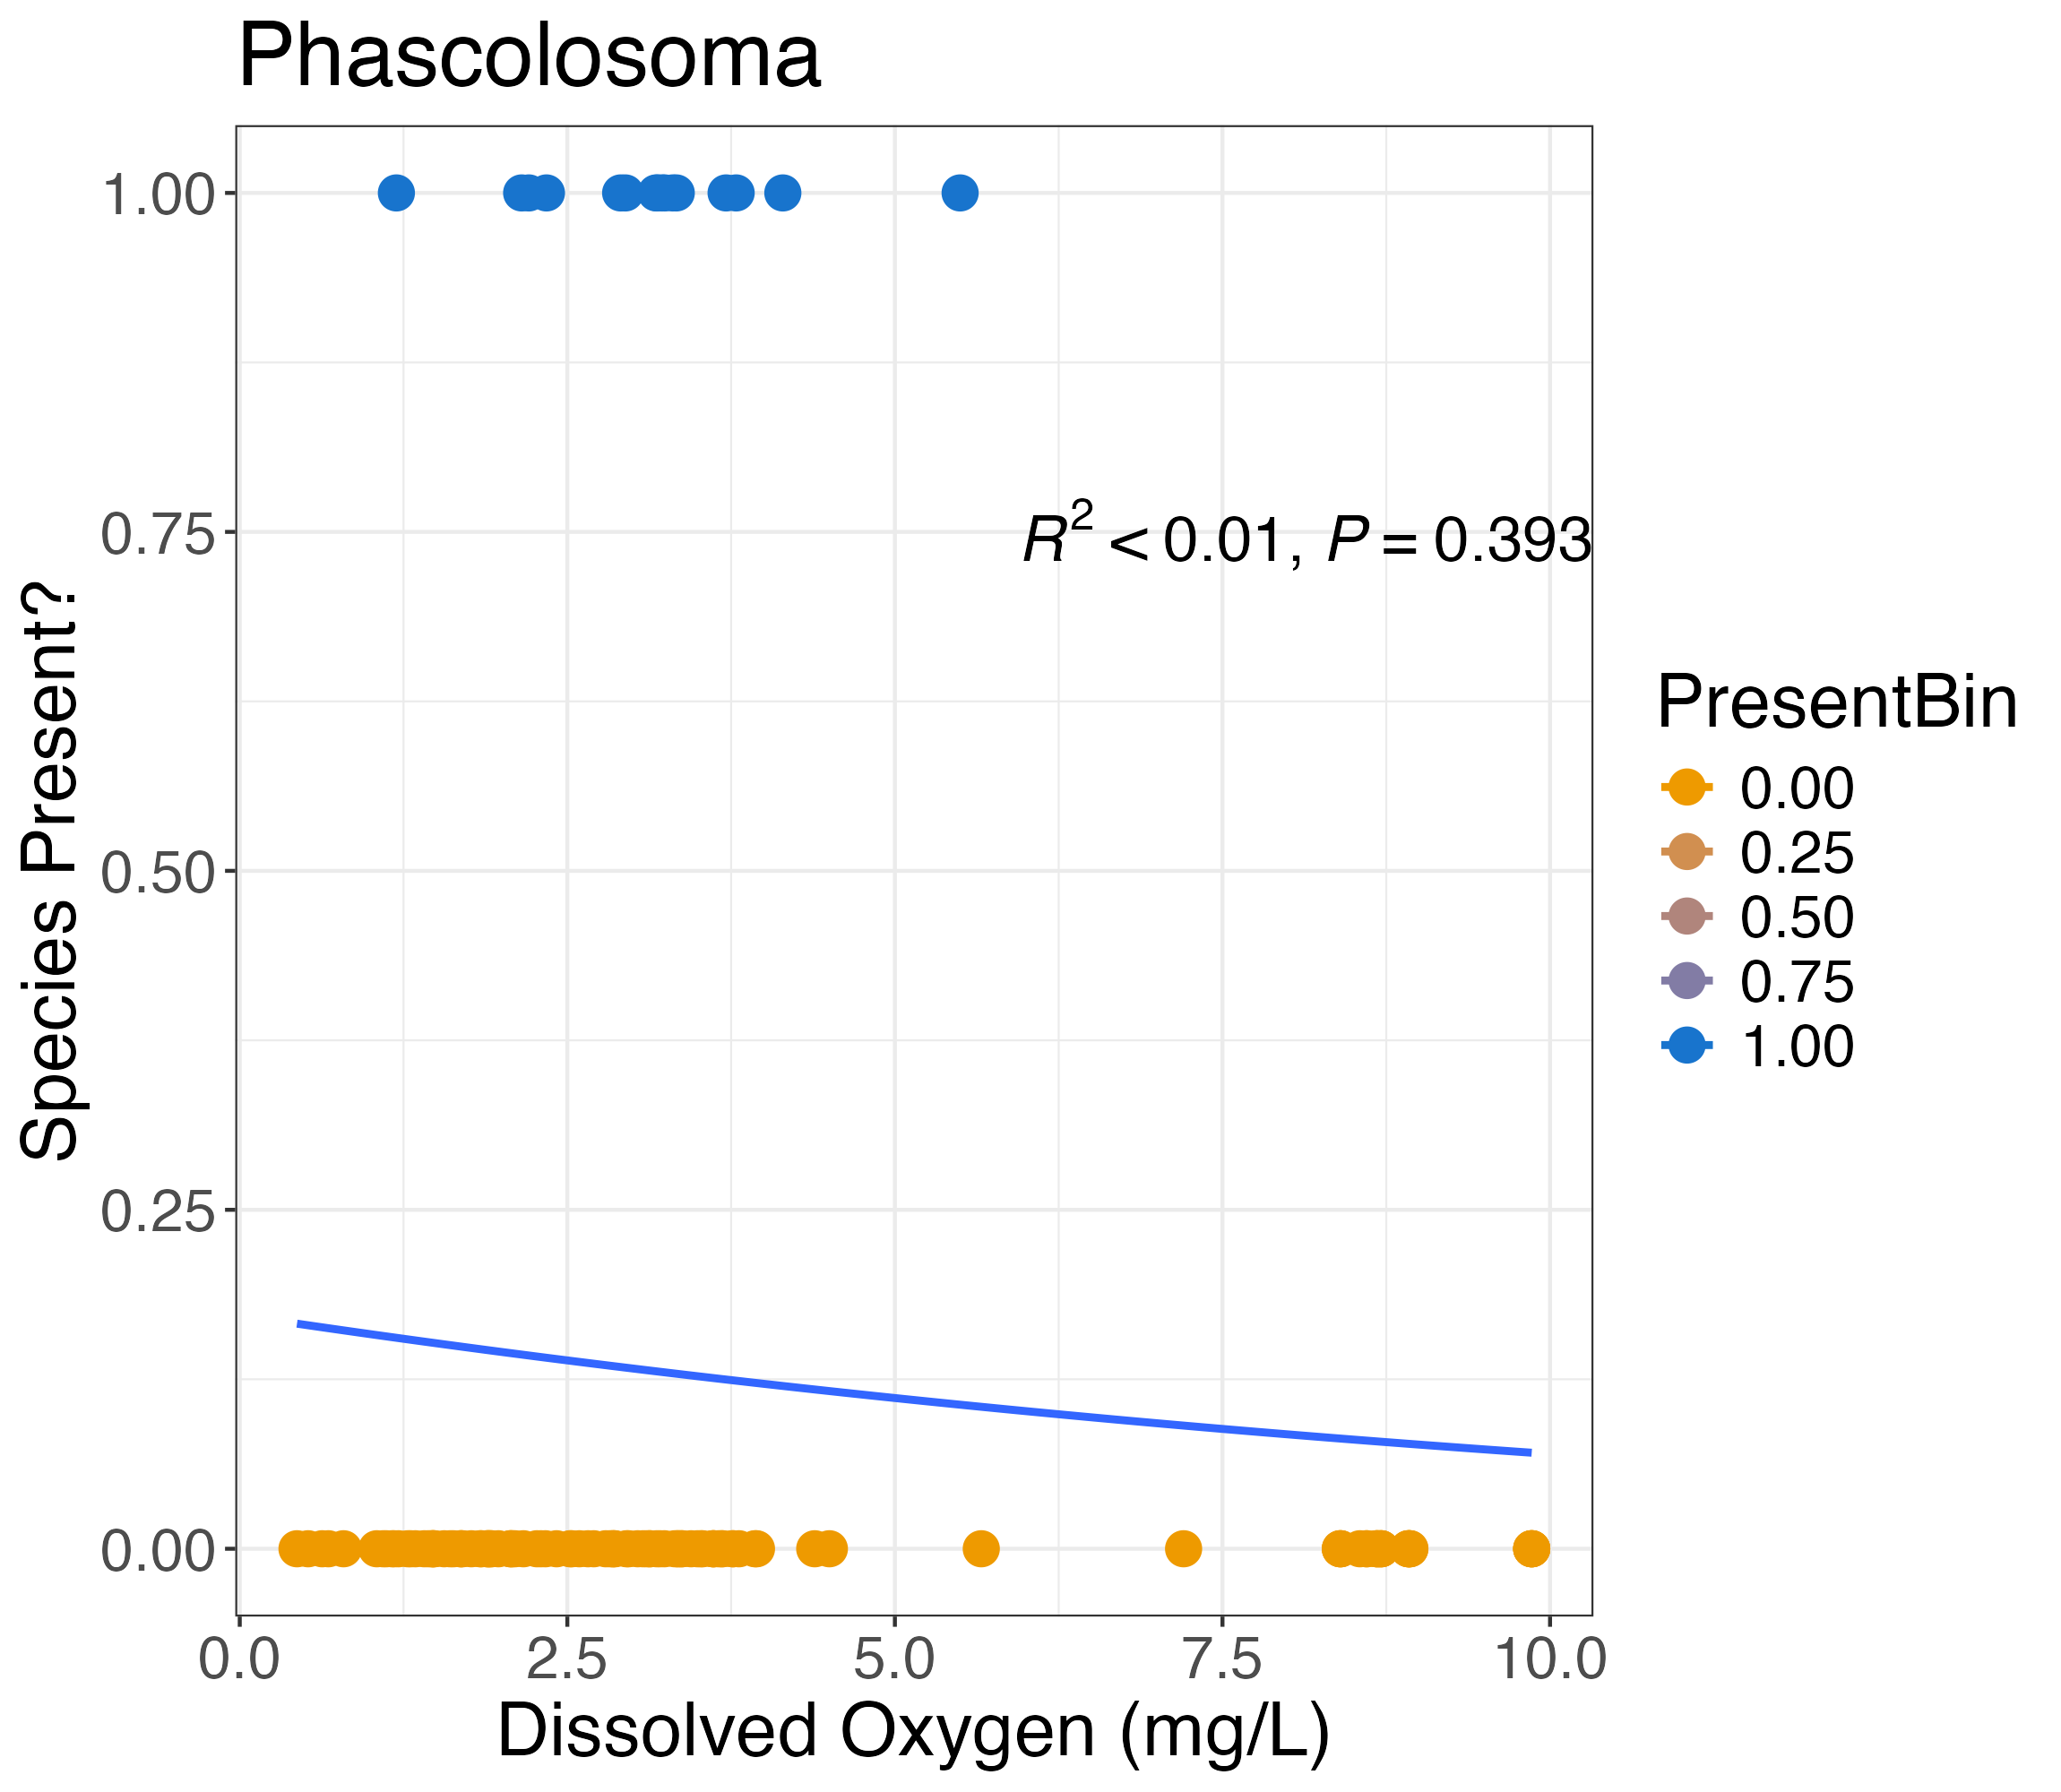 Phascolosoma
1.00
0.75
0.50
0.25
0.00
Species Present?
R² < 0.01, P = 0.393
0.0 2.5 5.0 7.5 10.0
Dissolved Oxygen (mg/L)
PresentBin
0.00
0.25
0.50
0.75
1.00